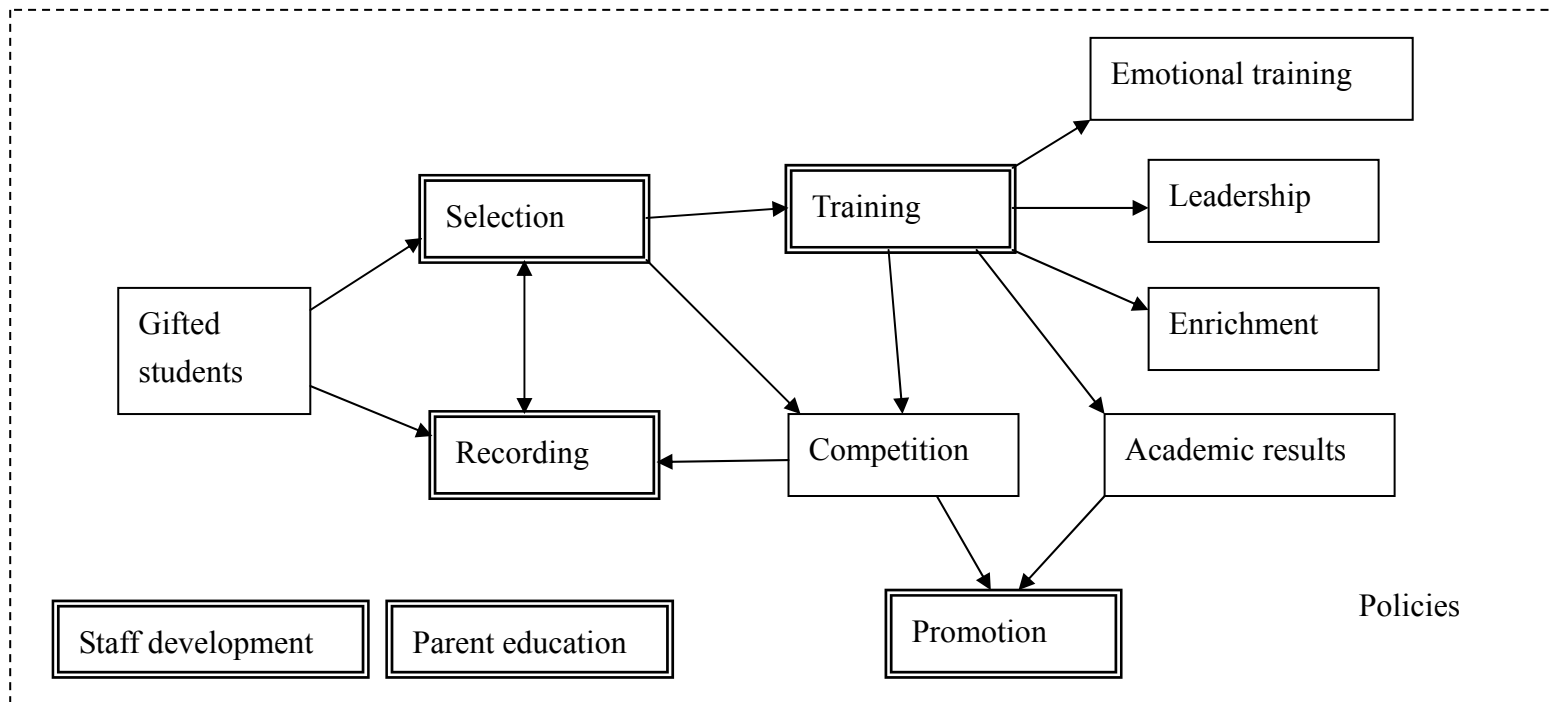 Emotional training
Selection
Training
Leadership
Gifted
students
Enrichment
Recording
Competition
Academic results
Staff development
Parent education
Promotion
Policies